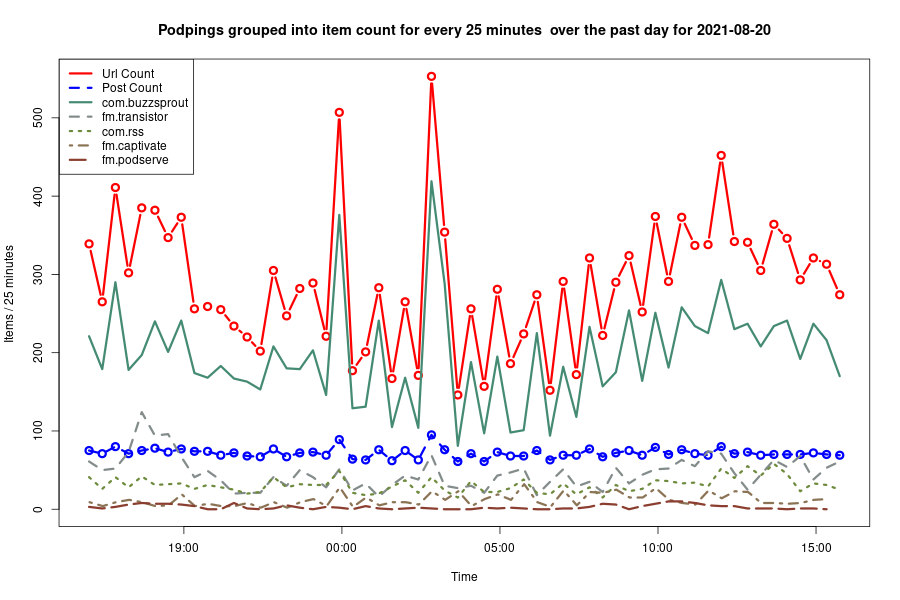 Podpings grouped into item count for every 25 minutes  over the past day for 2021-08-20
Url Count
Post Count
com.buzzsprout
fm.transistor
com.rss
fm.captivate
fm.podserve
Items / 25 minutes
500
400
300
200
100
0
19:00 00:00 05:00 10:00 15:00
Time